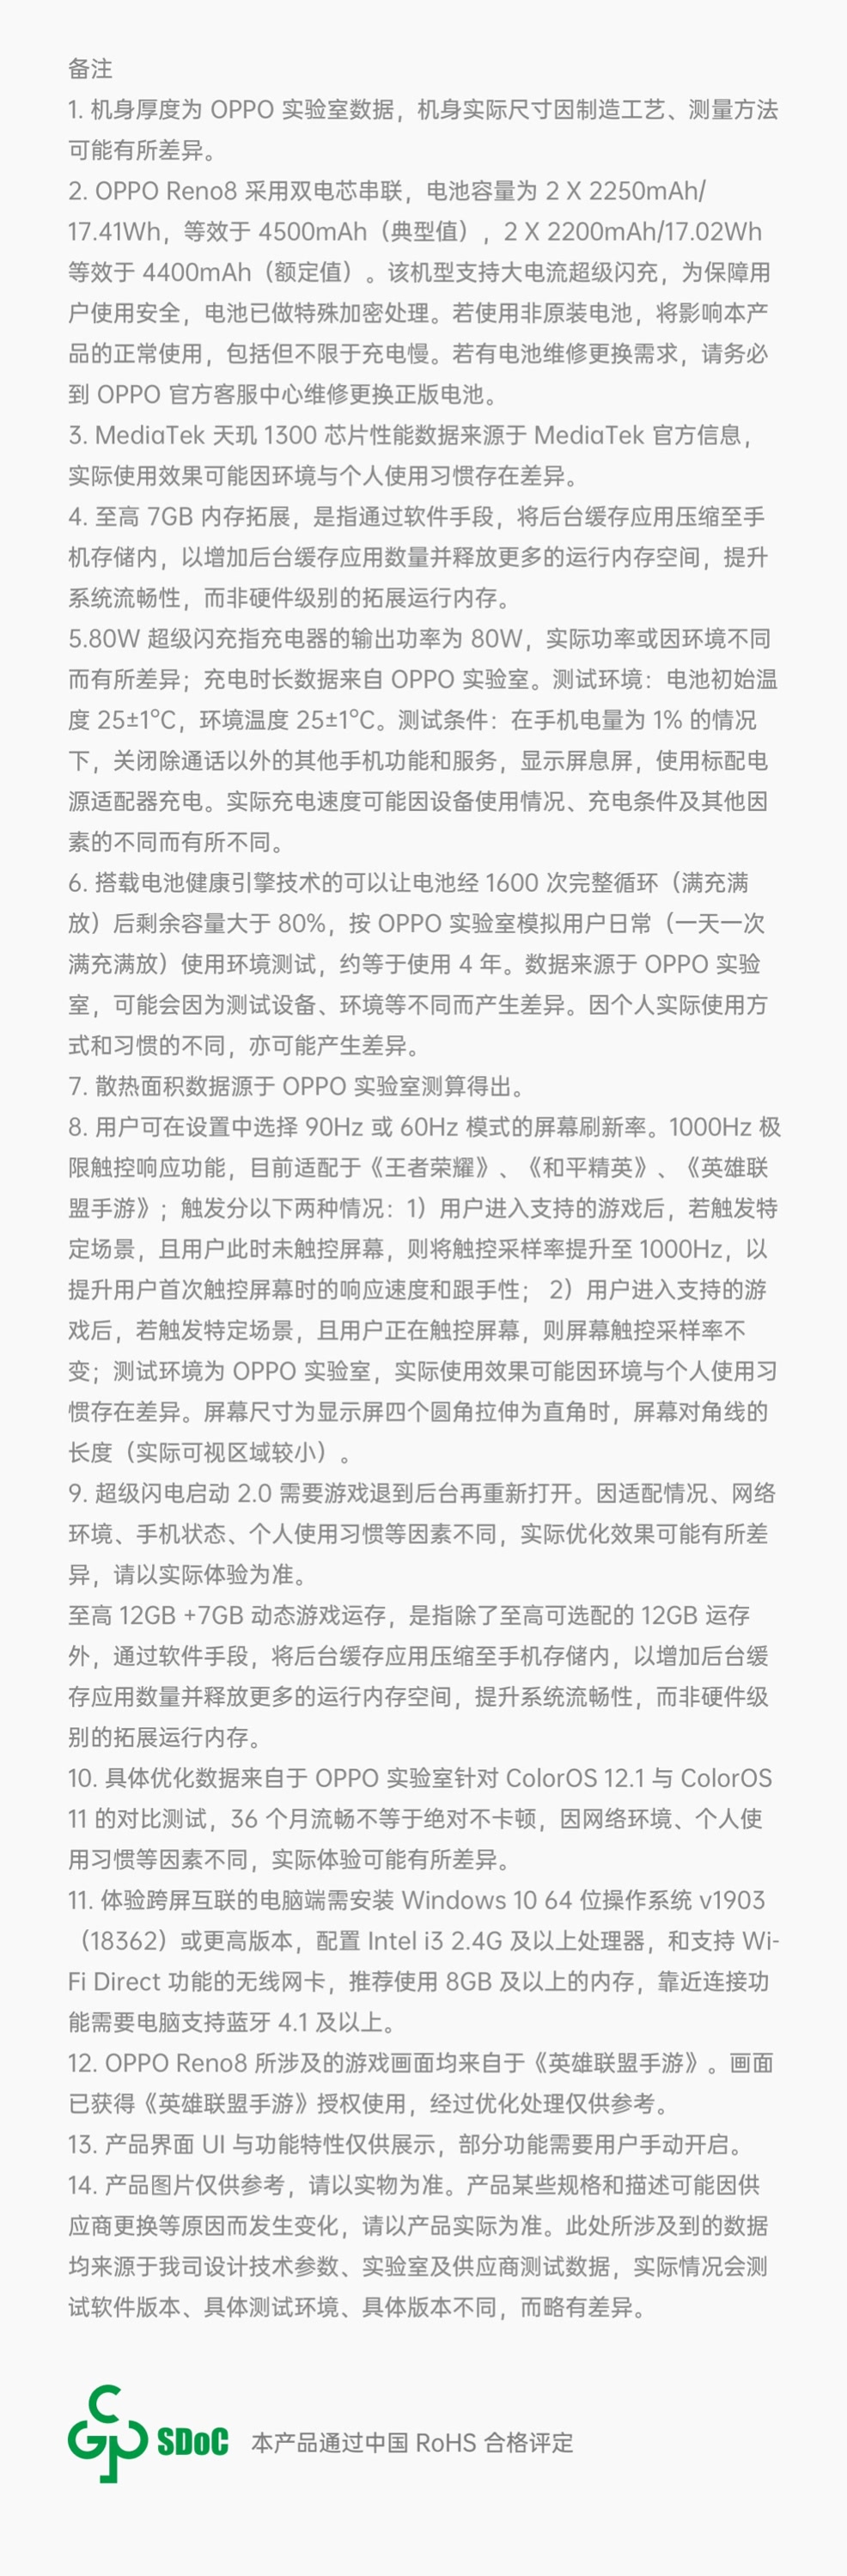 备注
1. 机身厚度为 OPPO 实验室数据，机身实际尺寸因制造工艺、测量方法
可能有所差异。
2. OPPO Reno8 采用双电芯串联，电池容量为 2 X 2250mAh/
17.41Wh，等效于 4500mAh（典型值），2 X 2200mAh/17.02Wh
等效于 4400mAh（额定值）。该机型支持大电流超级闪充，为保障用
户使用安全，电池已做特殊加密处理。若使用非原装电池，将影响本产
品的正常使用，包括但不限于充电慢。若有电池维修更换需求，请务必
到 OPPO 官方客服中心维修更换正版电池。
3. MediaTek 天玑 1300 芯片性能数据来源于 MediaTek 官方信息，
实际使用效果可能因环境与个人使用习惯存在差异。
4. 至高 7GB 内存拓展，是指通过软件手段，将后台缓存应用压缩至手
机存储内，以增加后台缓存应用数量并释放更多的运行内存空间，提升
系统流畅性，而非硬件级别的拓展运行内存。
5.80W 超级闪充指充电器的输出功率为 80W，实际功率或因环境不同
而有所差异；充电时长数据来自 OPPO 实验室。测试环境：电池初始温
度 25±1°C，环境温度 25±1°C。测试条件：在手机电量为 1% 的情况
下，关闭除通话以外的其他手机功能和服务，显示屏息屏，使用标配电
源适配器充电。实际充电速度可能因设备使用情况、充电条件及其他因
素的不同而有所不同。
6. 搭载电池健康引擎技术的可以让电池经 1600 次完整循环（满充满
放）后剩余容量大于 80%，按 OPPO 实验室模拟用户日常（一天一次
满充满放）使用环境测试，约等于使用 4 年。数据来源于 OPPO 实验
室，可能会因为测试设备、环境等不同而产生差异。因个人实际使用方
式和习惯的不同，亦可能产生差异。
7. 散热面积数据源于 OPPO 实验室测算得出。
8. 用户可在设置中选择 90Hz 或 60Hz 模式的屏幕刷新率。1000Hz 极
限触控响应功能，目前适配于《王者荣耀》、《和平精英》、《英雄联
盟手游》；触发分以下两种情况：1）用户进入支持的游戏后，若触发特
定场景，且用户此时未触控屏幕，则将触控采样率提升至 1000Hz，以
提升用户首次触控屏幕时的响应速度和跟手性； 2）用户进入支持的游
戏后，若触发特定场景，且用户正在触控屏幕，则屏幕触控采样率不
变；测试环境为 OPPO 实验室，实际使用效果可能因环境与个人使用习
惯存在差异。屏幕尺寸为显示屏四个圆角拉伸为直角时，屏幕对角线的
长度（实际可视区域较小）。
9. 超级闪电启动 2.0 需要游戏退到后台再重新打开。因适配情况、网络
环境、手机状态、个人使用习惯等因素不同，实际优化效果可能有所差
异，请以实际体验为准。
至高 12GB +7GB 动态游戏运存，是指除了至高可选配的 12GB 运存
外，通过软件手段，将后台缓存应用压缩至手机存储内，以增加后台缓
存应用数量并释放更多的运行内存空间，提升系统流畅性，而非硬件级
别的拓展运行内存。
10. 具体优化数据来自于 OPPO 实验室针对 ColorOS 12.1 与 ColorOS
11 的对比测试，36 个月流畅不等于绝对不卡顿，因网络环境、个人使
用习惯等因素不同，实际体验可能有所差异。
11. 体验跨屏互联的电脑端需安装 Windows 10 64 位操作系统 v1903
（18362）或更高版本，配置 Intel i3 2.4G 及以上处理器，和支持 Wi-
Fi Direct 功能的无线网卡，推荐使用 8GB 及以上的内存，靠近连接功
能需要电脑支持蓝牙 4.1 及以上。
12. OPPO Reno8 所涉及的游戏画面均来自于《英雄联盟手游》。画面
已获得《英雄联盟手游》授权使用，经过优化处理仅供参考。
13. 产品界面 UI 与功能特性仅供展示，部分功能需要用户手动开启。
14. 产品图片仅供参考，请以实物为准。产品某些规格和描述可能因供
应商更换等原因而发生变化，请以产品实际为准。此处所涉及到的数据
均来源于我司设计技术参数、实验室及供应商测试数据，实际情况会测
试软件版本、具体测试环境、具体版本不同，而略有差异。
CGP SDoC 本产品通过中国 RoHS 合格评定